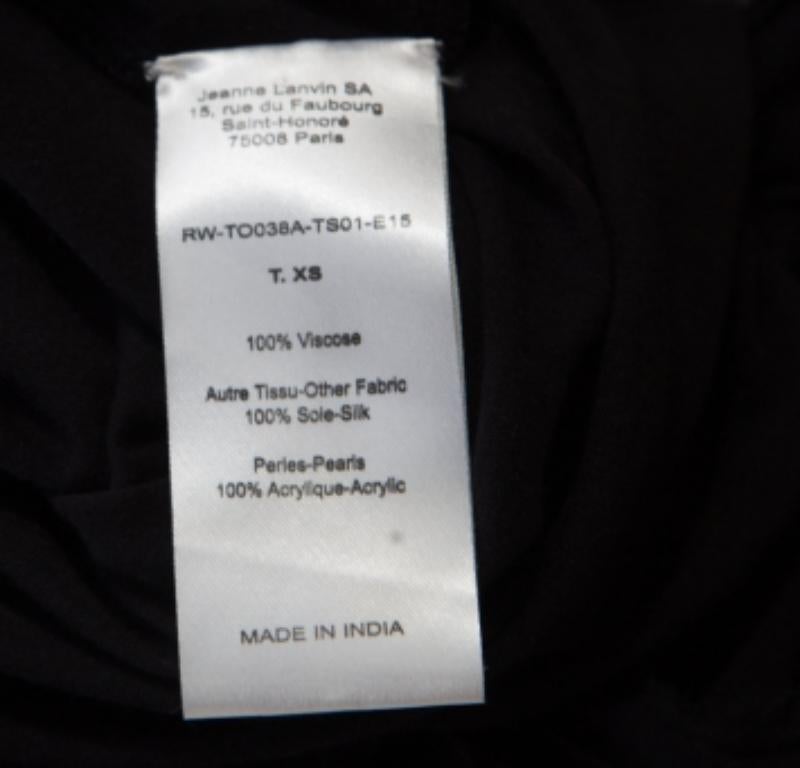 Jeanne Lanvin SA
15, rue du Faubourg
Saint-Honoré
75008 Paris
RW-TO038A-TS01-E15
T. XS
100% Viscose
Autre Tissu-Other Fabric
100% Soie-Silk
Perles-Pearls
100% Acrylique-Acrylic
MADE IN INDIA